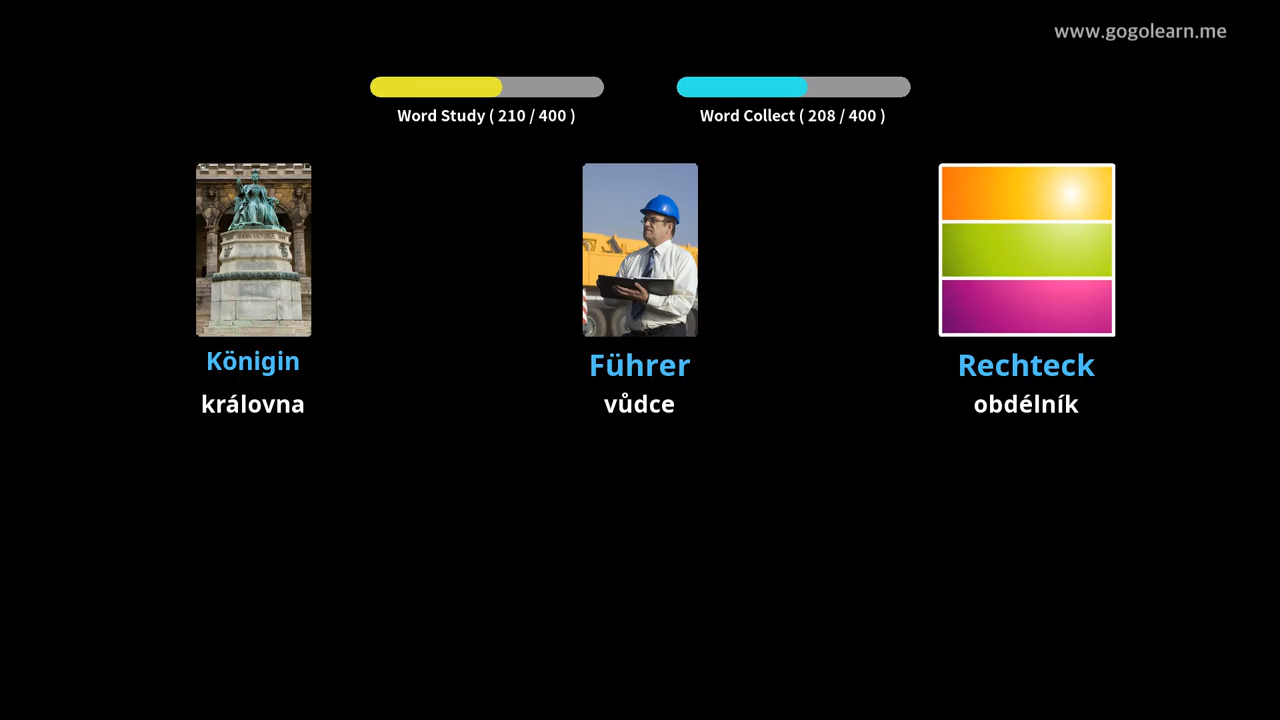 www.gogolearn.me
Word Study ( 210 / 400 )
Word Collect ( 208 / 400 )
Königin
Führer
Rechteck
královna
vůdce
obdélník